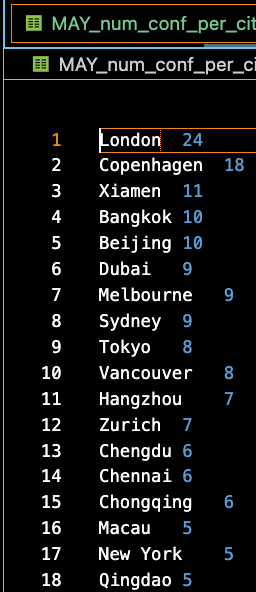 MAY_num_conf_per_cit
MAY_num_conf_per_ci
1 London 24
2 Copenhagen 18
3 Xiamen 11
4 Bangkok 10
5 Beijing 10
6 Dubai 9
7 Melbourne 9
8 Sydney 9
9 Tokyo 8
10 Vancouver 8
11 Hangzhou 7
12 Zurich 7
13 Chengdu 6
14 Chennai 6
15 Chongqing 6
16 Macau 5
17 New York 5
18 Qingdao 5